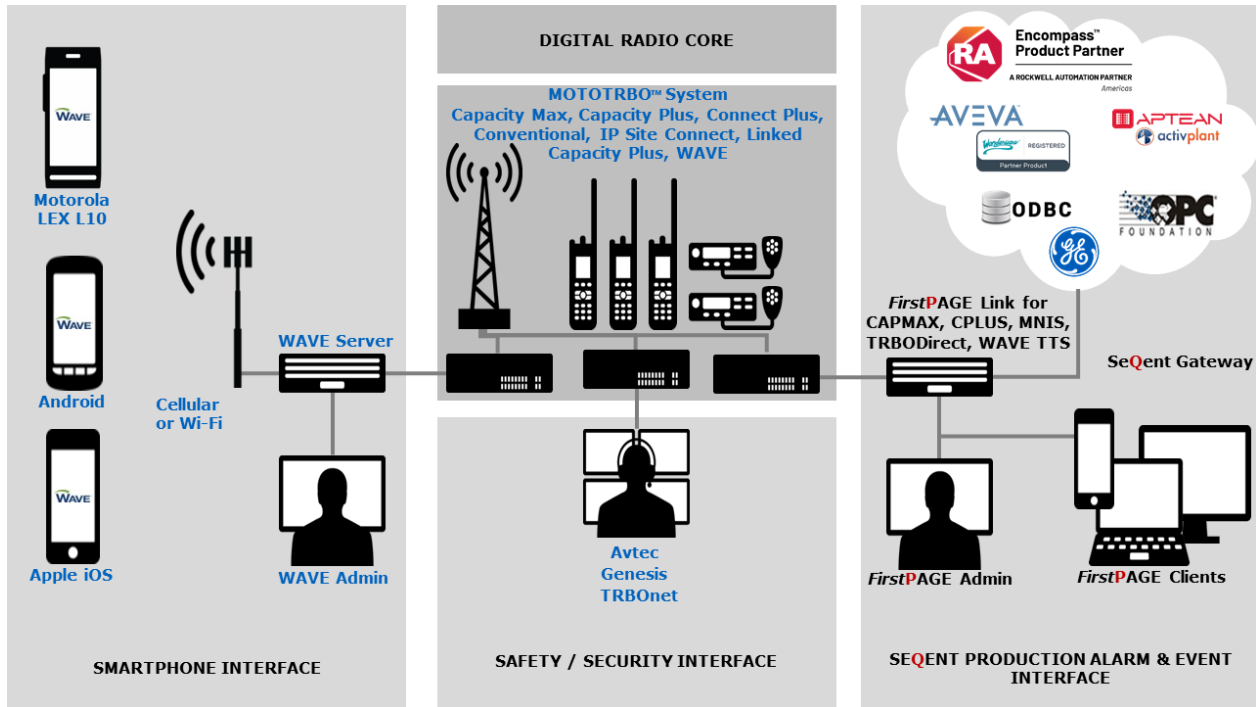 WAVE
Motorola
LEX L10
WAVE
Android
WAVE
Apple iOS
Cellular
or Wi-Fi
WAVE Server
WAVE Admin
SMARTPHONE INTERFACE
DIGITAL RADIO CORE
MOTOTRBO™ System
Capacity Max, Capacity Plus, Connect Plus,
Conventional, IP Site Connect, Linked
Capacity Plus, WAVE
Avtec
Genesis
TRBOnet
SAFETY / SECURITY INTERFACE
RA
Encompass™
Product Partner
A ROCKWELL AUTOMATION PARTNER
Americas
AVEVA™
Wonderware
REGISTERED
Partner Product
APTEAN
activplant
ODBC
OPC®
FOUNDATION
GE
FirstPAGE Link for
CAPMAX, CPLUS, MNIS,
TRBODirect, WAVE TTS
SeQent Gateway
FirstPAGE Admin
FirstPAGE Clients
SEQENT PRODUCTION ALARM & EVENT
INTERFACE